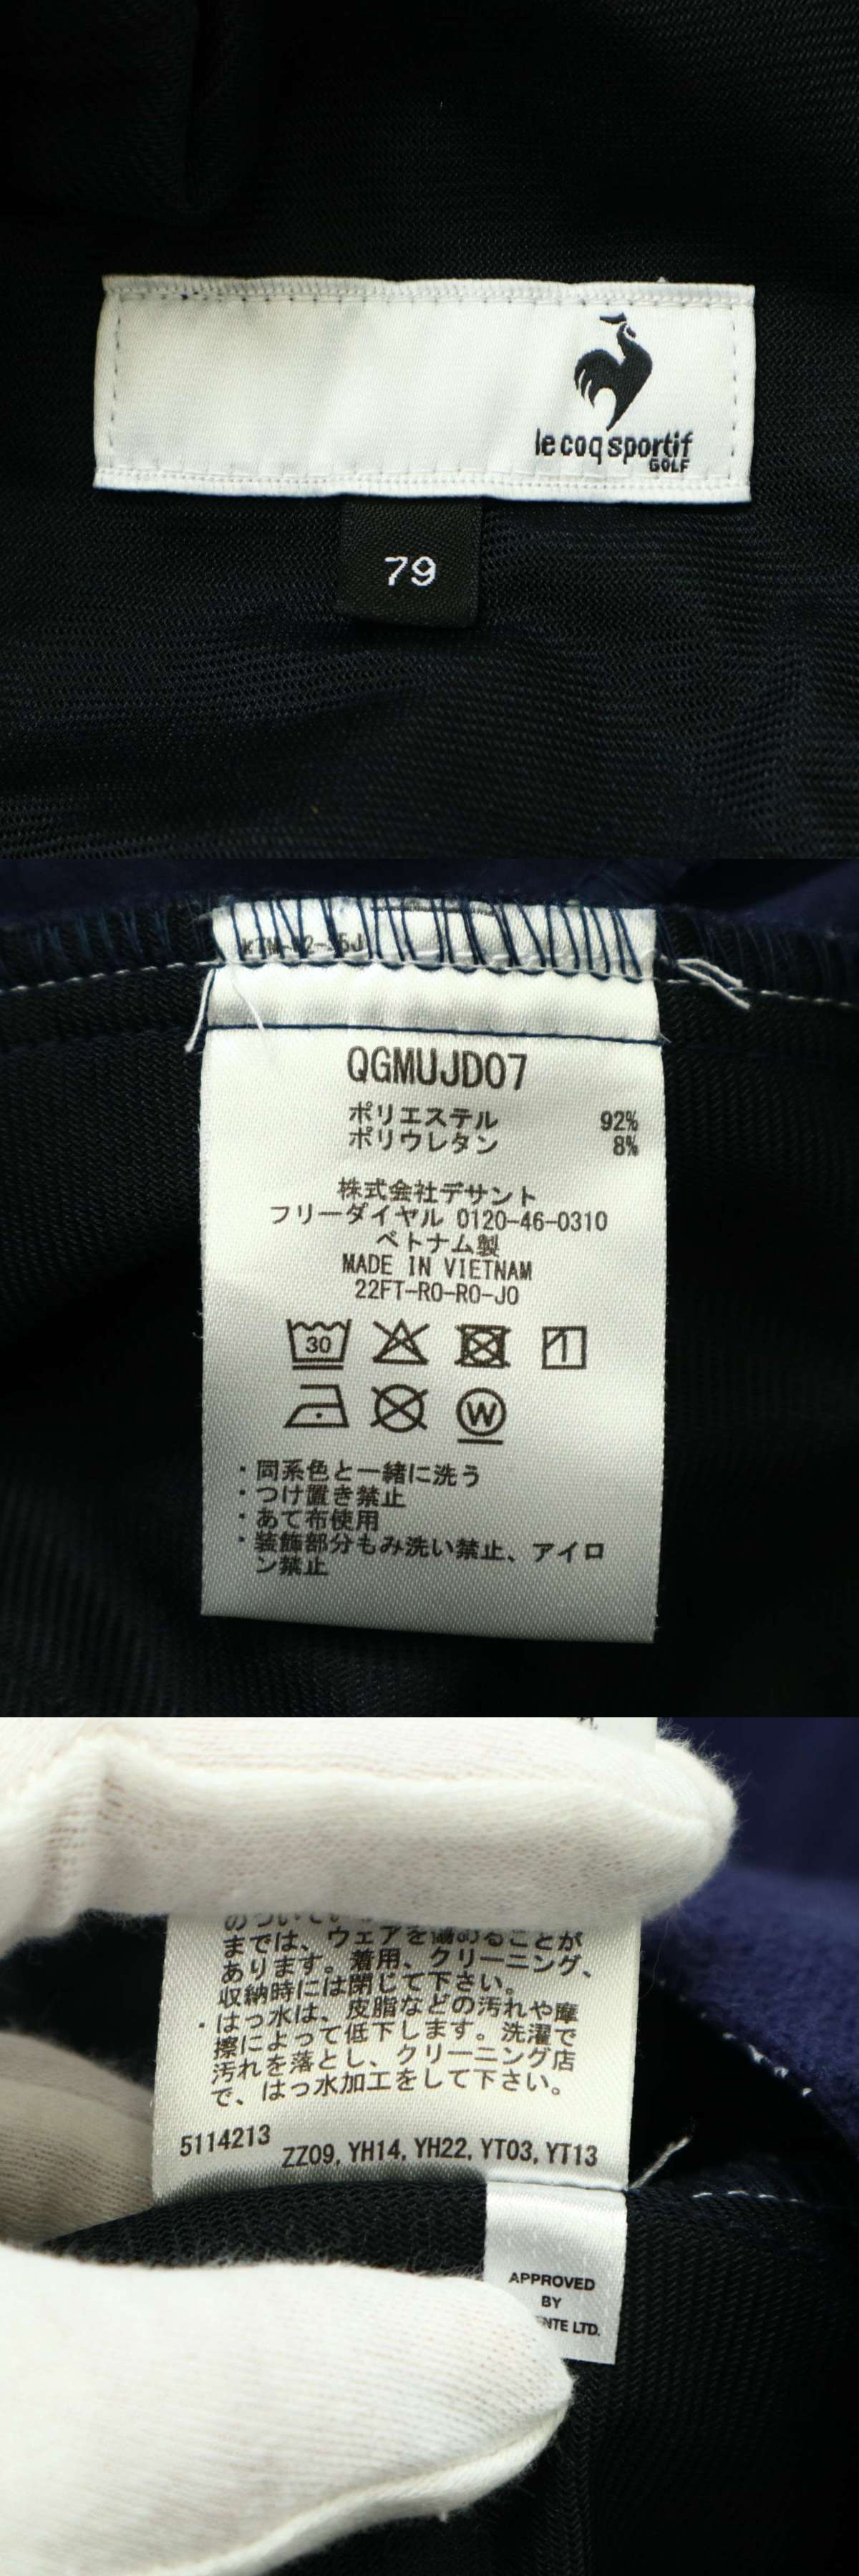 le coq sportif
GOLF
79
QGMUJD07
ポリエステル 92%
ポリウレタン 8%
株式会社デサント
フリーダイヤル 0120-46-0310
ベトナム製
MADE IN VIETNAM
22FT-RO-RO-JO
30
W
・同系色と一緒に洗う
・つけ置き禁止
・あて布使用
・装飾部分もみ洗い禁止、アイロ
ン禁止
までは、ウェアを傷めることが
あります。着用、クリーニング、
収納時には閉じて下さい。
・はっ水は、皮脂などの汚れや摩
擦によって低下します。洗濯で
汚れを落とし、クリーニング店
で、はっ水加工をして下さい。
5114213
ZZ09, YH14, YH22, YT03, YT13
APPROVED
BY
NTE LTD.